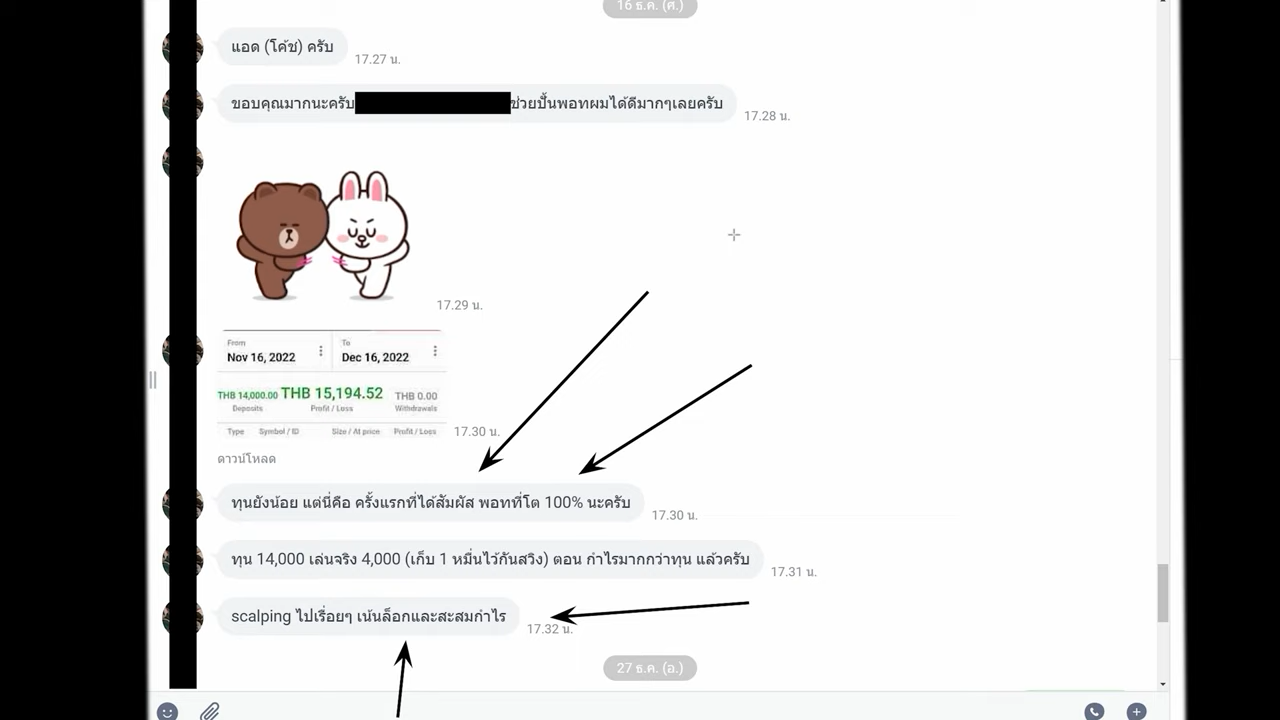 16 ธ.ค. (ศ.)
แอด (โค้ช) ครับ
17.27 น.
ขอบคุณมากนะครับ ช่วยปั้นพอทผมได้ดีมากๆเลยครับ
17.28 น.
17.29 น.
From
To
Nov 16, 2022
Dec 16, 2022
THB 14,000.00 THB 15,194.52 THB 0.00
Deposits Profit / Loss Withdrawals
Type Symbol / ID Size / At price Profit / Loss
17.30 น.
ดาวน์โหลด
ทุนยังน้อย แต่นี่คือ ครั้งแรกที่ได้สัมผัส พอทที่โต 100% นะครับ
17.30 น.
ทุน 14,000 เล่นจริง 4,000 (เก็บ 1 หมื่นไว้กันสวิง) ตอน กำไรมากกว่าทุน แล้วครับ
17.31 น.
scalping ไปเรื่อยๆ เน้นล็อกและสะสมกำไร
17.32 น.
27 ธ.ค. (อ.)